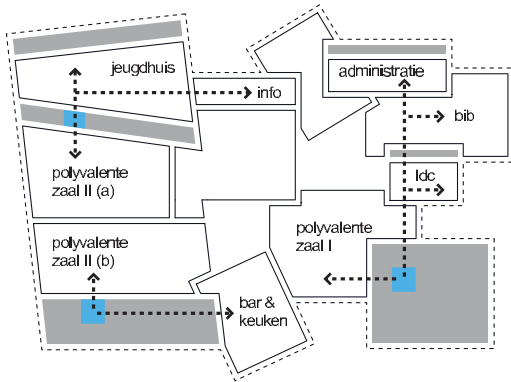 jeugdhuis
administratie
info
bib
polyvalente
zaal II (a)
ldc
polyvalente
zaal II (b)
polyvalente
zaal I
bar &
keuken